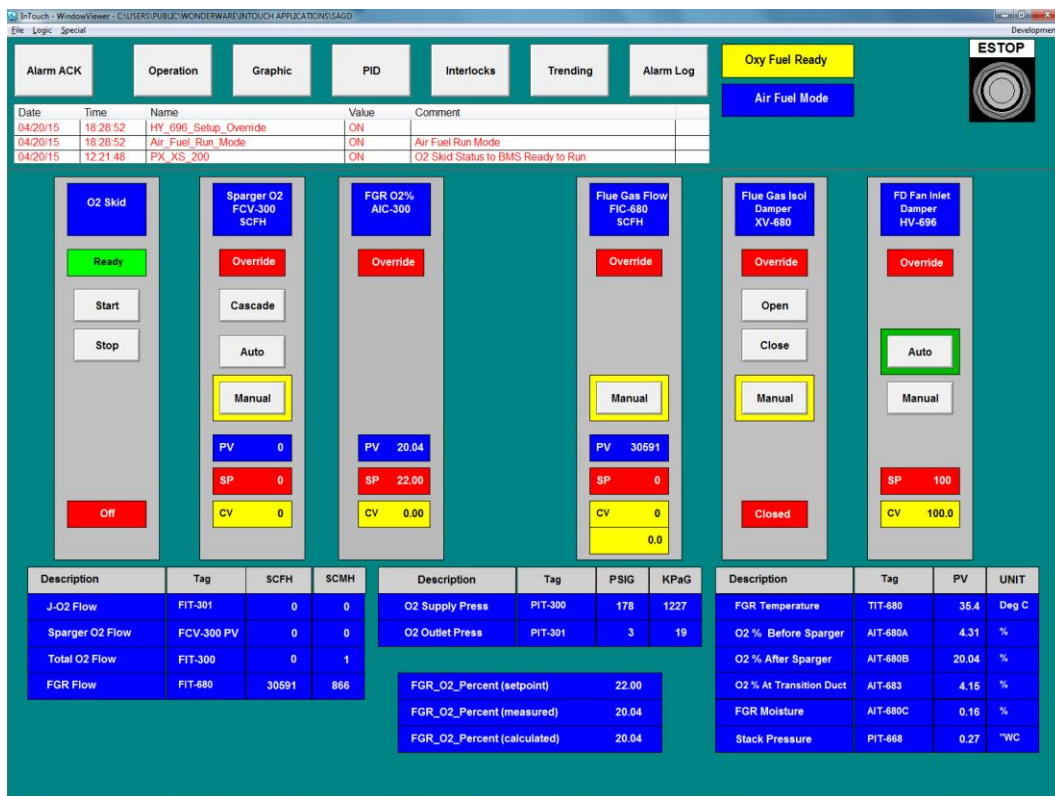 InTouch - WindowViewer - C:\USERS\PUBLIC\WONDERWARE\INTOUCH APPLICATIONS\SAGD
File Logic Special
Developmen
Alarm ACK
Operation
Graphic
PID
Interlocks
Trending
Alarm Log
Oxy Fuel Ready
Air Fuel Mode
ESTOP
Date Time Name Value Comment
04/20/15 18:28:52 HY_696_Setup_Override ON
04/20/15 18:28:52 Air_Fuel_Run_Mode ON Air Fuel Run Mode
04/20/15 12:21:48 PX_XS_200 ON O2 Skid Status to BMS Ready to Run
O2 Skid
Ready
Start
Stop
Off
Sparger O2
FCV-300
SCFH
Override
Cascade
Auto
Manual
PV 0
SP 0
CV 0
FGR O2%
AIC-300
Override
PV 20.04
SP 22.00
CV 0.00
Flue Gas Flow
FIC-680
SCFH
Override
Manual
PV 30591
SP 0
CV 0
0.0
Flue Gas Isol
Damper
XV-680
Override
Open
Close
Manual
Closed
FD Fan Inlet
Damper
HV-696
Override
Auto
Manual
SP 100
CV 100.0
Description Tag SCFH SCMH
J-O2 Flow FIT-301 0 0
Sparger O2 Flow FCV-300 PV 0 0
Total O2 Flow FIT-300 0 1
FGR Flow FIT-680 30591 866
Description Tag PSIG KPaG
O2 Supply Press PIT-300 178 1227
O2 Outlet Press PIT-301 3 19
FGR_O2_Percent (setpoint) 22.00
FGR_O2_Percent (measured) 20.04
FGR_O2_Percent (calculated) 20.04
Description Tag PV UNIT
FGR Temperature TIT-680 35.4 Deg C
O2 % Before Sparger AIT-680A 4.31 %
O2 % After Sparger AIT-680B 20.04 %
O2 % At Transition Duct AIT-683 4.15 %
FGR Moisture AIT-680C 0.16 %
Stack Pressure PIT-668 0.27 "WC